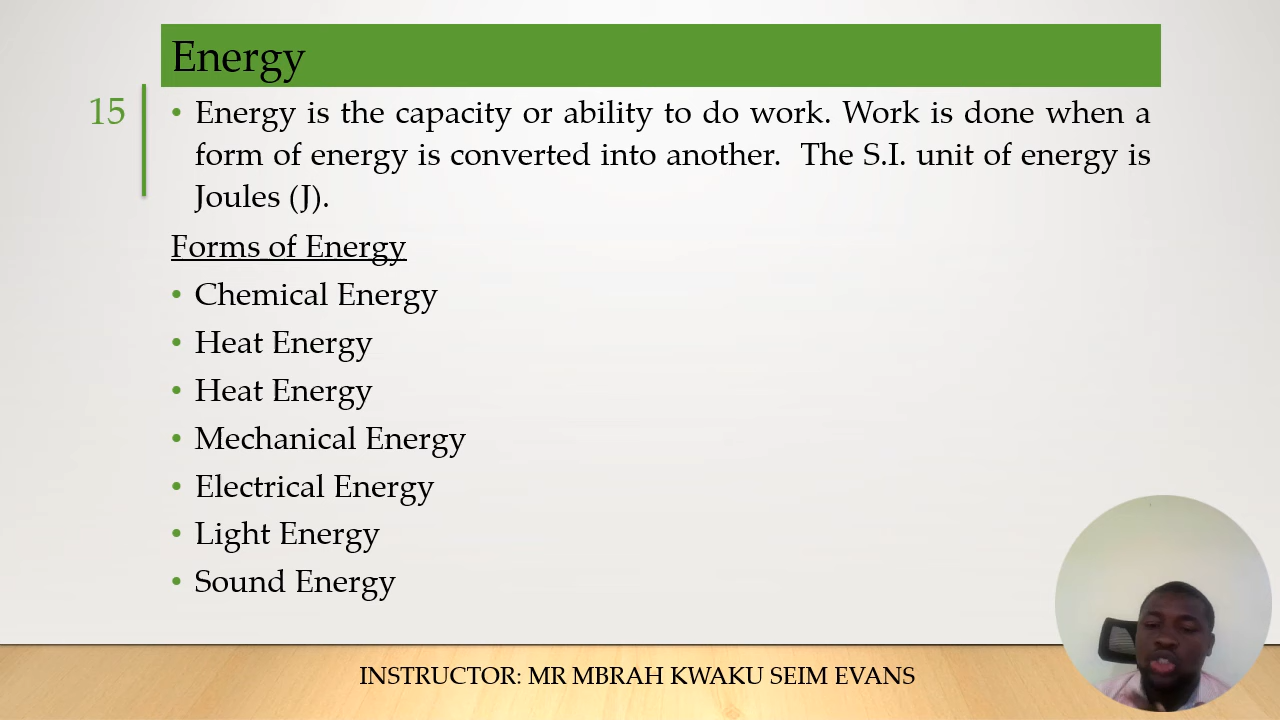 Energy
15
• Energy is the capacity or ability to do work. Work is done when a
form of energy is converted into another. The S.I. unit of energy is
Joules (J).
Forms of Energy
• Chemical Energy
• Heat Energy
• Heat Energy
• Mechanical Energy
• Electrical Energy
• Light Energy
• Sound Energy
INSTRUCTOR: MR MBRAH KWAKU SEIM EVANS